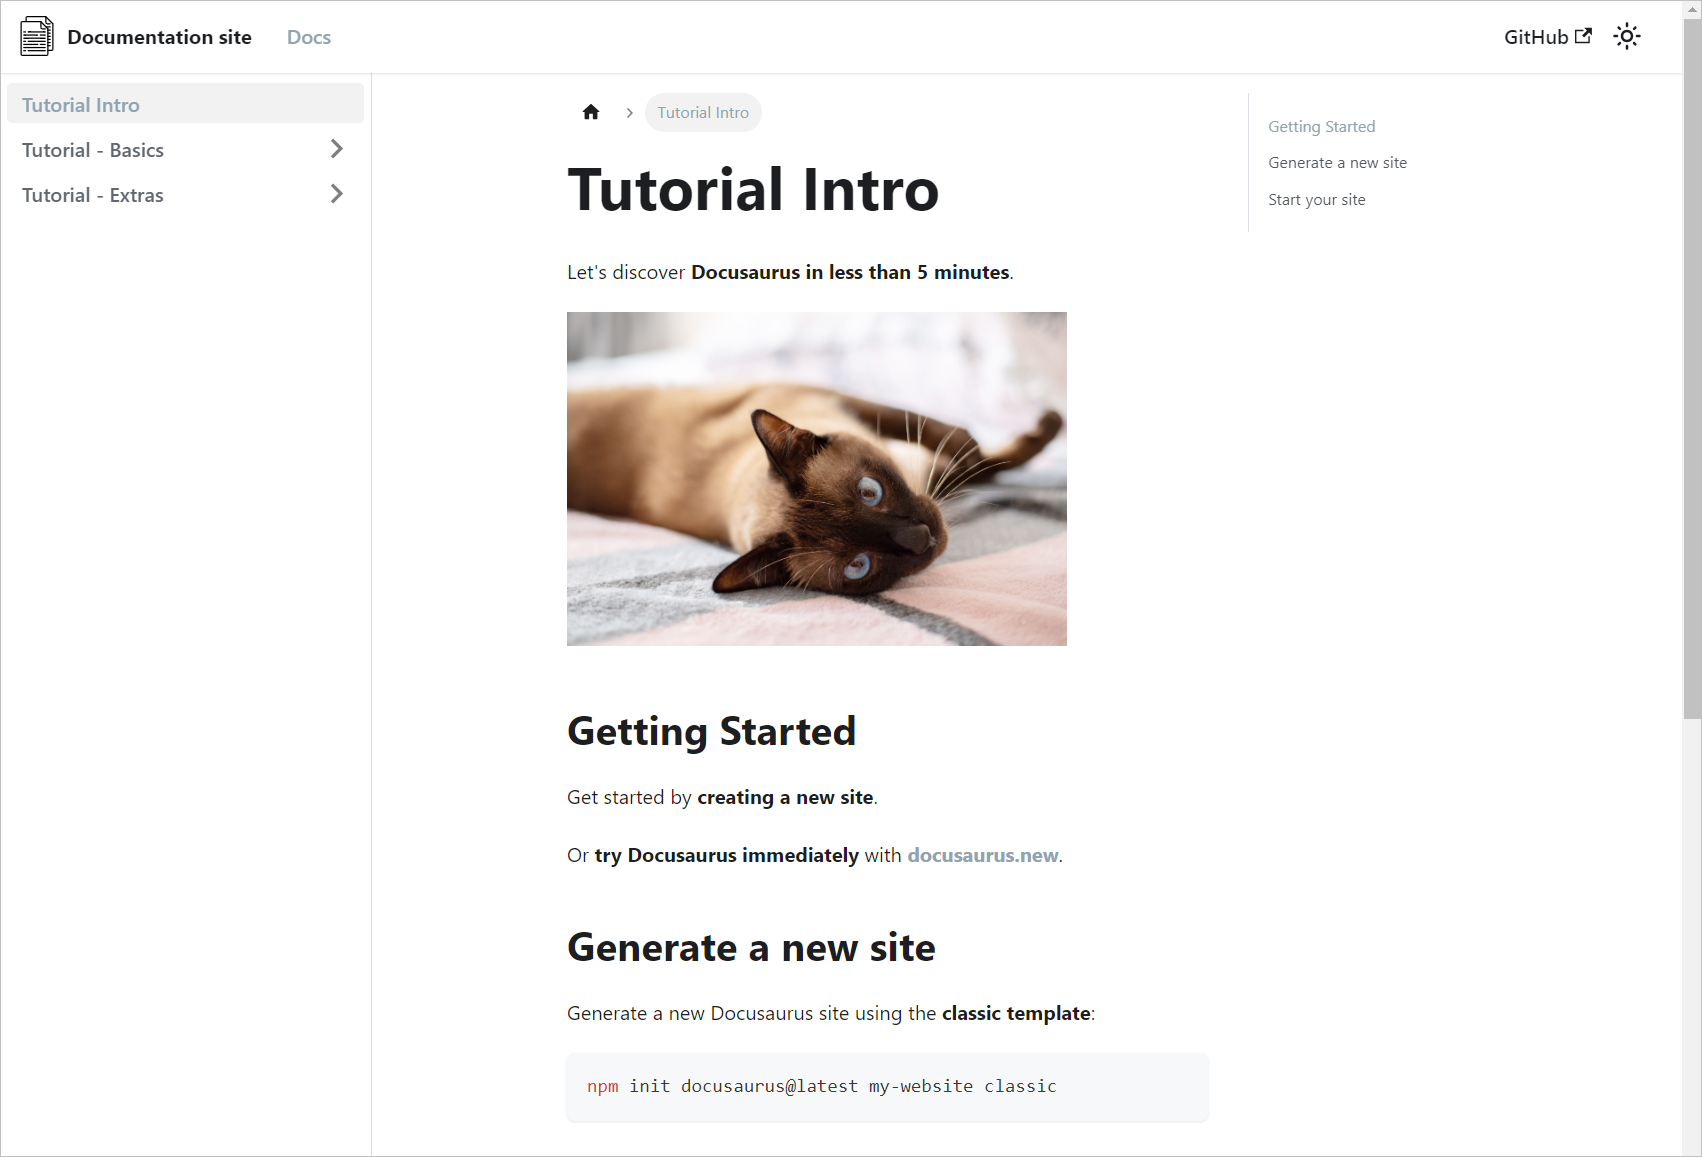 Documentation site
Docs
GitHub
Tutorial Intro
Tutorial - Basics
Tutorial - Extras
Tutorial Intro
Tutorial Intro
Let's discover Docusaurus in less than 5 minutes.
Getting Started
Get started by creating a new site.
Or try Docusaurus immediately with docusaurus.new.
Generate a new site
Generate a new Docusaurus site using the classic template:
npm init docusaurus@latest my-website classic
Getting Started
Generate a new site
Start your site